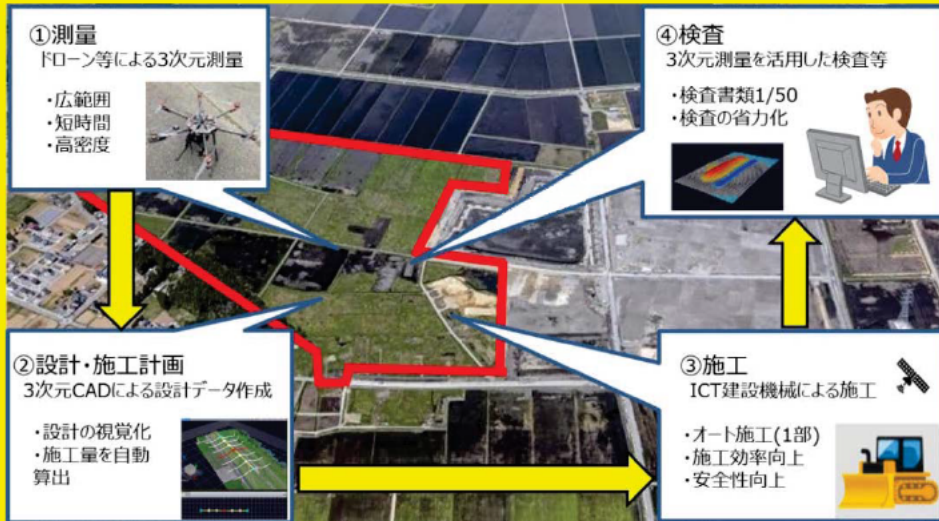 ①測量
ドローン等による3次元測量
・広範囲
・短時間
・高密度
②設計・施工計画
3次元CADによる設計データ作成
・設計の視覚化
・施工量を自動
算出
③施工
ICT建設機械による施工
・オート施工(1部)
・施工効率向上
・安全性向上
④検査
3次元測量を活用した検査等
・検査書類1/50
・検査の省力化